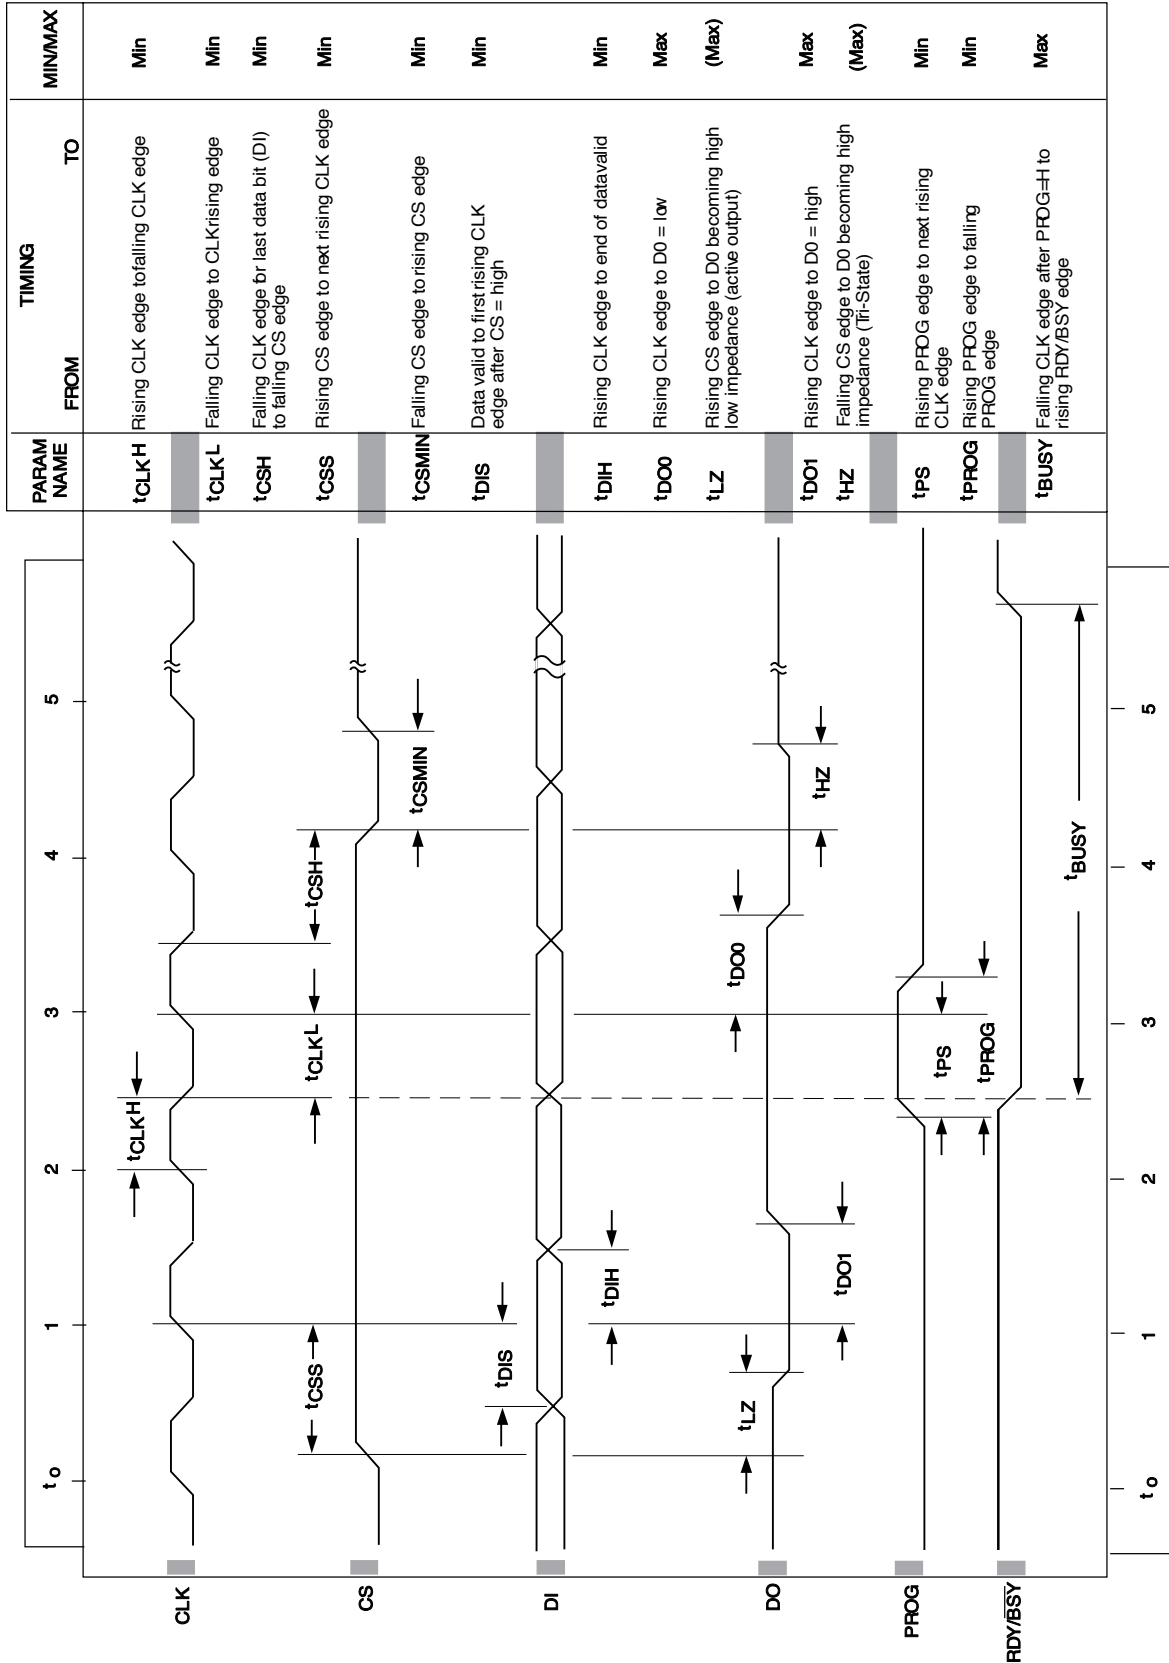 t o 1 2 3 4 5
PARAM NAME
TIMING
FROM TO
MIN/MAX
CLK
tCLKH
tCLKH Rising CLK edge tofalling CLK edge Min
tCLKL Falling CLK edge to CLKrising edge Min
tCSH Falling CLK edge for last data bit (DI)
to falling CS edge Min
tCSS tCLKL tCSH
tCSS Rising CS edge to next rising CLK edge Min
CS
tCSMIN
tCSMIN Falling CS edge to rising CS edge Min
tDIS
tDIS Data valid to first rising CLK
edge after CS = high Min
DI
tDIH
tDIH Rising CLK edge to end of datavalid Min
tDO0 Rising CLK edge to D0 = low Max
tLZ tDO0
tLZ Rising CS edge to D0 becoming high
low impedance (active output) (Max)
DO
tDO1 Rising CLK edge to D0 = high Max
tHZ
tDO1
tHZ Falling CS edge to D0 becoming high
impedance (Tri-State) (Max)
PROG
tPS
tPS Rising PROG edge to next rising
CLK edge Min
tPROG
tPROG Rising PROG edge to falling
PROG edge Min
RDY/BSY
tBUSY
tBUSY Falling CLK edge after PROG=H to
rising RDY/BSY edge Max
t o 1 2 3 4 5